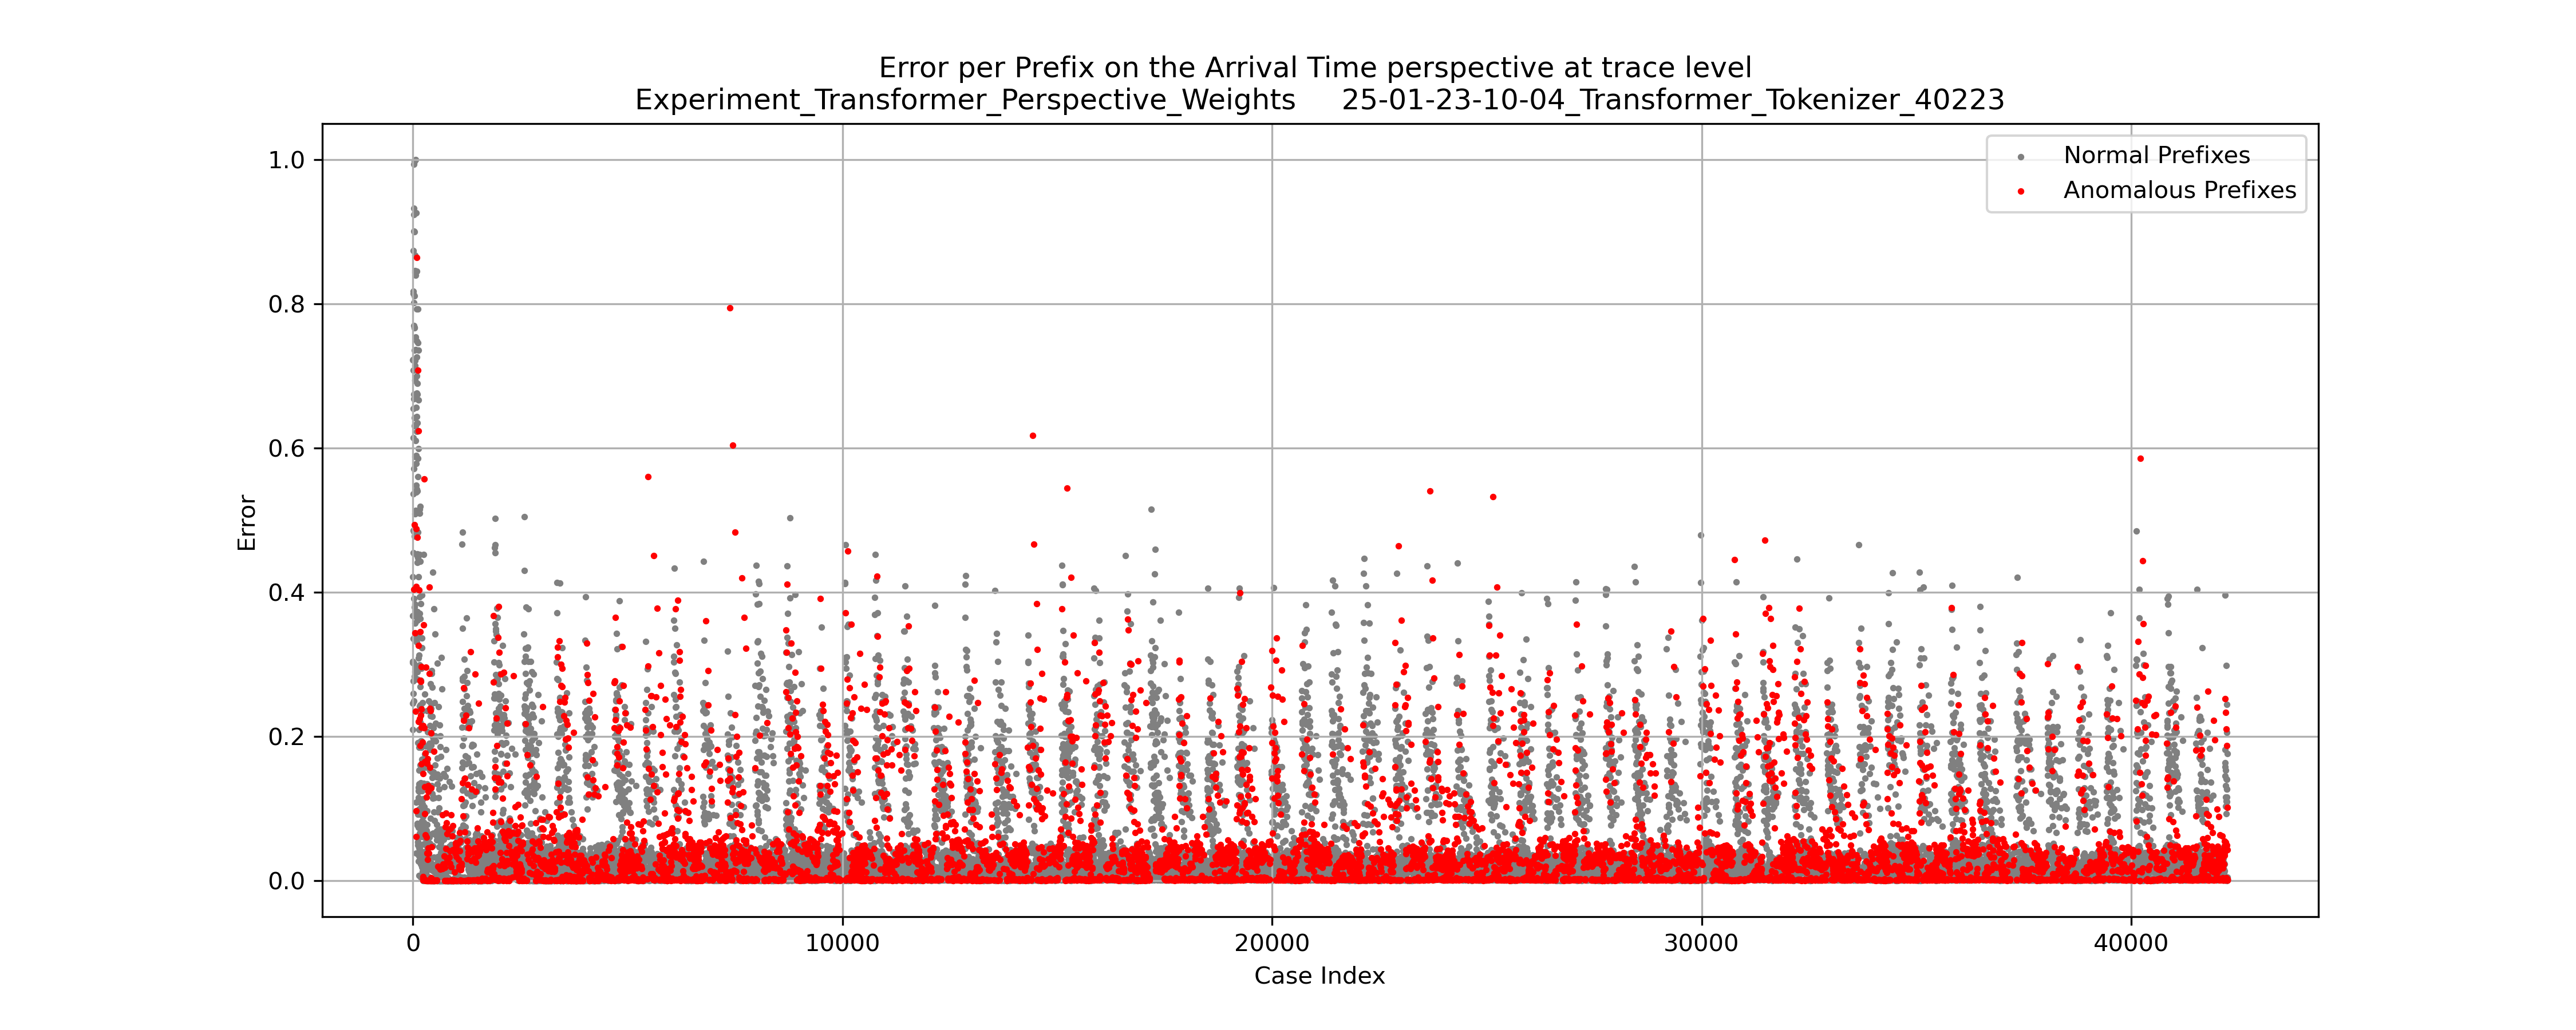 Error per Prefix on the Arrival Time perspective at trace level
Experiment_Transformer_Perspective_Weights 25-01-23-10-04_Transformer_Tokenizer_40223
Normal Prefixes
Anomalous Prefixes
1.0
0.8
0.6
0.4
0.2
0.0
Error
0
10000
20000
30000
40000
Case Index